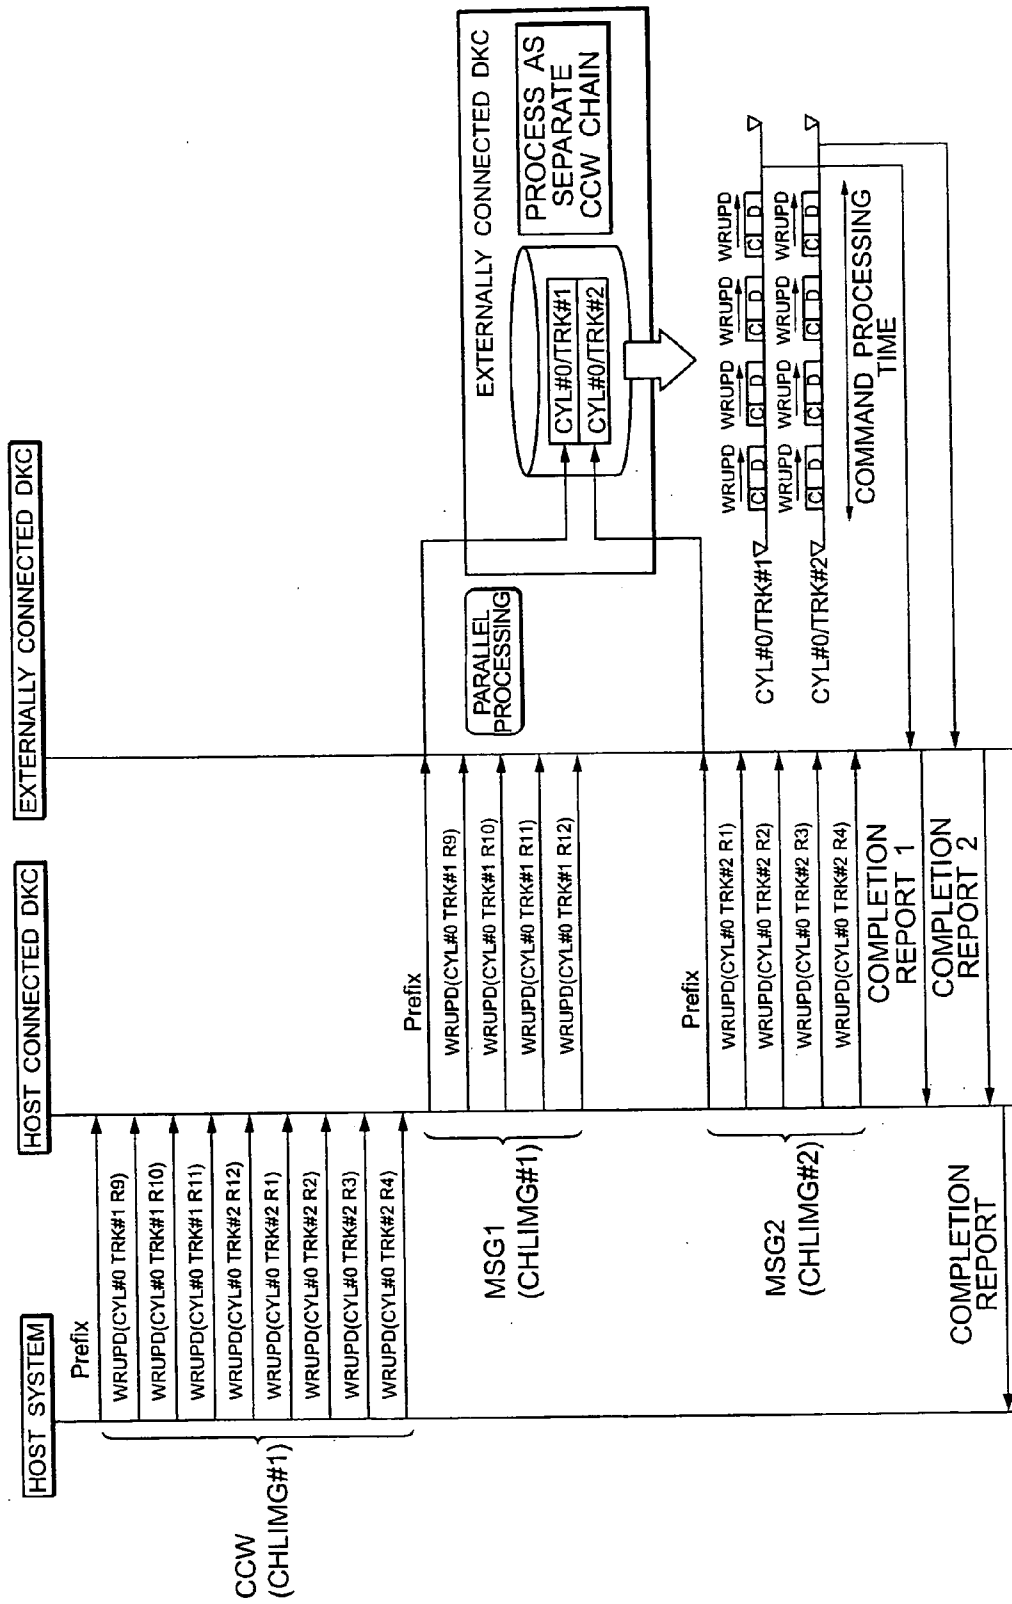 HOST SYSTEM
HOST CONNECTED DKC
EXTERNALLY CONNECTED DKC
CCW
(CHLIMG#1)
Prefix
WRUPD(CYL#0 TRK#1 R9)
WRUPD(CYL#0 TRK#1 R10)
WRUPD(CYL#0 TRK#1 R11)
WRUPD(CYL#0 TRK#2 R12)
WRUPD(CYL#0 TRK#2 R1)
WRUPD(CYL#0 TRK#2 R2)
WRUPD(CYL#0 TRK#2 R3)
WRUPD(CYL#0 TRK#2 R4)
MSG1
(CHLIMG#1)
Prefix
WRUPD(CYL#0 TRK#1 R9)
WRUPD(CYL#0 TRK#1 R10)
WRUPD(CYL#0 TRK#1 R11)
WRUPD(CYL#0 TRK#1 R12)
PARALLEL
PROCESSING
EXTERNALLY CONNECTED DKC
CYL#0/TRK#1
CYL#0/TRK#2
PROCESS AS
SEPARATE
CCW CHAIN
MSG2
(CHLIMG#2)
Prefix
WRUPD(CYL#0 TRK#2 R1)
WRUPD(CYL#0 TRK#2 R2)
WRUPD(CYL#0 TRK#2 R3)
WRUPD(CYL#0 TRK#2 R4)
WRUPD WRUPD WRUPD WRUPD
CYL#0/TRK#1 C D C D C D C D
WRUPD WRUPD WRUPD WRUPD
CYL#0/TRK#2 C D C D C D C D
COMMAND PROCESSING
TIME
COMPLETION
REPORT 1
COMPLETION
REPORT 2
COMPLETION
REPORT